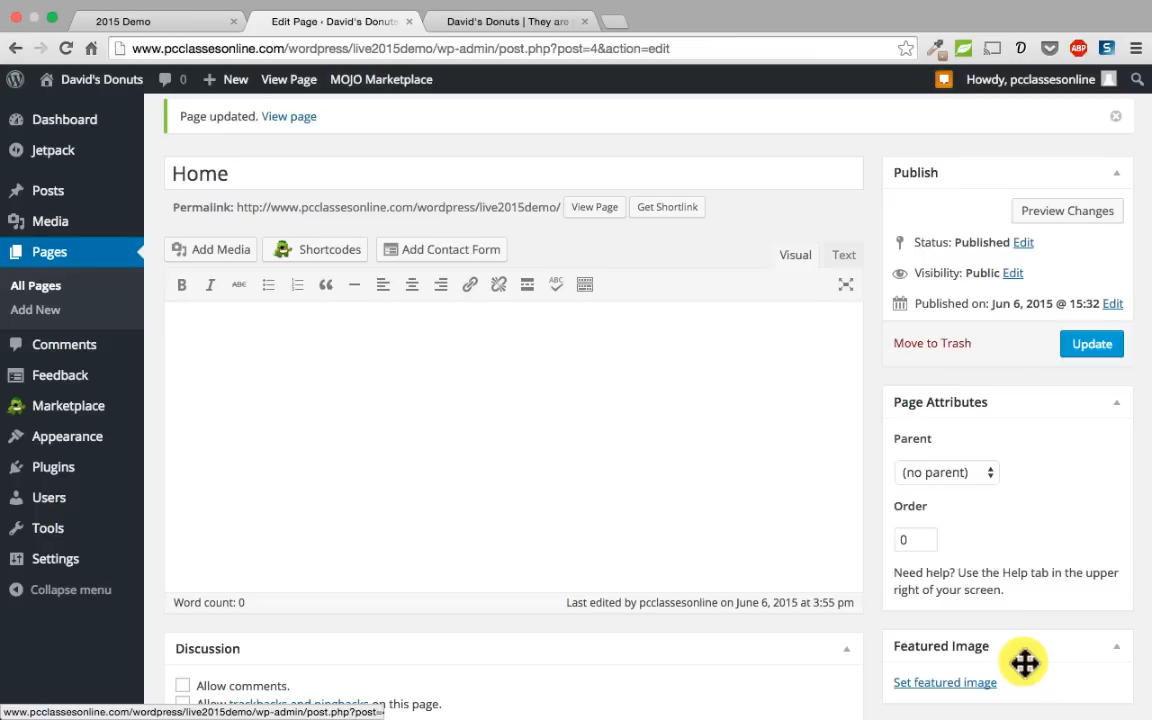 2015 Demo
Edit Page ‹ David's Donuts
David's Donuts | They are
www.pcclassesonline.com/wordpress/live2015demo/wp-admin/post.php?post=4&action=edit
David's Donuts
0
New
View Page
MOJO Marketplace
Howdy, pcclassesonline
Dashboard
Jetpack
Posts
Media
Pages
All Pages
Add New
Comments
Feedback
Marketplace
Appearance
Plugins
Users
Tools
Settings
Collapse menu
Page updated. View page
Home
Permalink: http://www.pcclassesonline.com/wordpress/live2015demo/
View Page
Get Shortlink
Add Media
Shortcodes
Add Contact Form
Visual
Text
B I ABC
ABC
Word count: 0
Last edited by pcclassesonline on June 6, 2015 at 3:55 pm
Discussion
Allow comments.
Allow trackbacks and pingbacks on this page.
Publish
Preview Changes
Status: Published Edit
Visibility: Public Edit
Published on: Jun 6, 2015 @ 15:32 Edit
Move to Trash
Update
Page Attributes
Parent
(no parent)
Order
0
Need help? Use the Help tab in the upper
right of your screen.
Featured Image
Set featured image
www.pcclassesonline.com/wordpress/live2015demo/wp-admin/post.php?post=
ABP
S